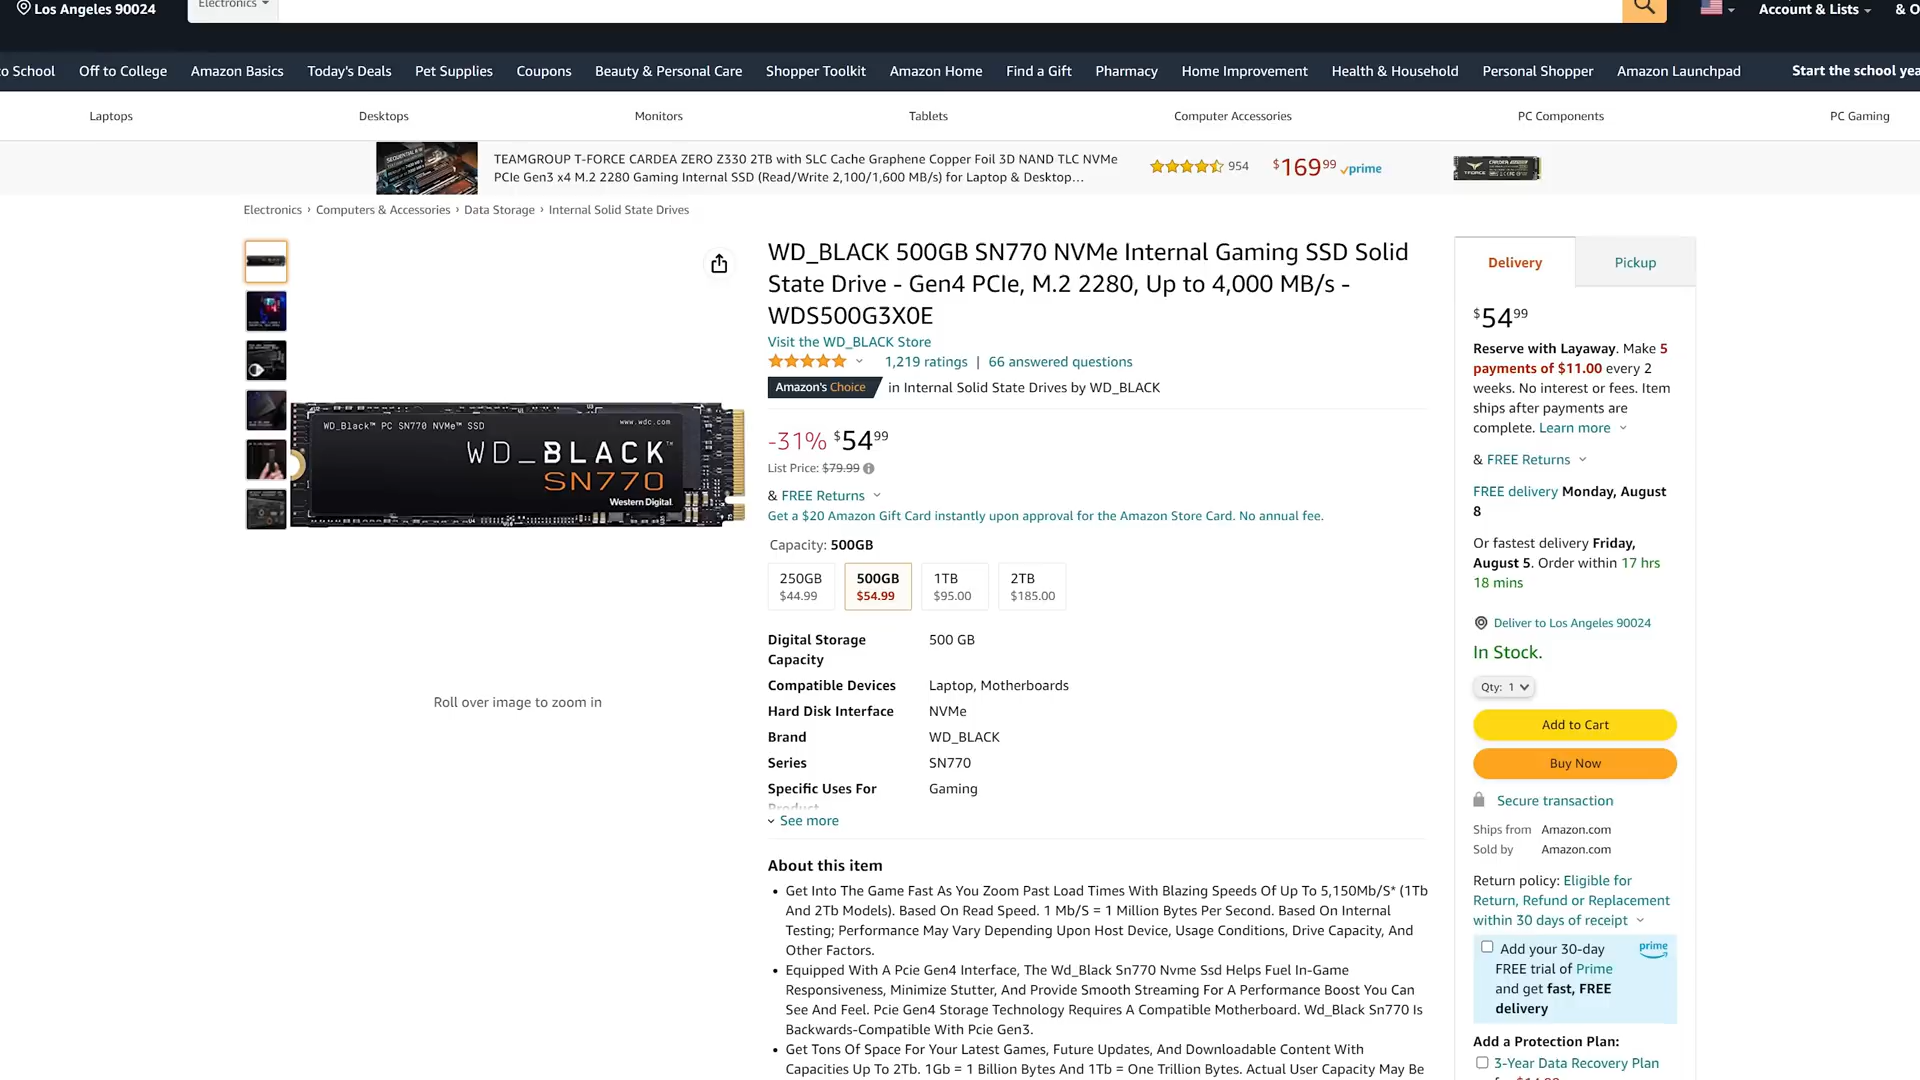 Los Angeles 90024
Electronics
Account & Lists
& O
to School
Off to College
Amazon Basics
Today's Deals
Pet Supplies
Coupons
Beauty & Personal Care
Shopper Toolkit
Amazon Home
Find a Gift
Pharmacy
Home Improvement
Health & Household
Personal Shopper
Amazon Launchpad
Start the school yea
Laptops
Desktops
Monitors
Tablets
Computer Accessories
PC Components
PC Gaming
TEAMGROUP T-FORCE CARDEA ZERO Z330 2TB with SLC Cache Graphene Copper Foil 3D NAND TLC NVMe
PCIe Gen3 x4 M.2 2280 Gaming Internal SSD (Read/Write 2,100/1,600 MB/s) for Laptop & Desktop...
954
$16999 prime
Electronics › Computers & Accessories › Data Storage › Internal Solid State Drives
WD_Black™ PC SN770 NVMe™ SSD
www.wdc.com
WD_BLACK™
SN770
Western Digital
Roll over image to zoom in
WD_BLACK 500GB SN770 NVMe Internal Gaming SSD Solid
State Drive - Gen4 PCIe, M.2 2280, Up to 4,000 MB/s -
WDS500G3X0E
Visit the WD_BLACK Store
1,219 ratings | 66 answered questions
Amazon's Choice in Internal Solid State Drives by WD_BLACK
-31% $5499
List Price: $79.99
& FREE Returns
Get a $20 Amazon Gift Card instantly upon approval for the Amazon Store Card. No annual fee.
Capacity: 500GB
250GB
$44.99
500GB
$54.99
1TB
$95.00
2TB
$185.00
Digital Storage
Capacity
500 GB
Compatible Devices Laptop, Motherboards
Hard Disk Interface NVMe
Brand WD_BLACK
Series SN770
Specific Uses For Gaming
Product
See more
About this item
• Get Into The Game Fast As You Zoom Past Load Times With Blazing Speeds Of Up To 5,150Mb/S* (1Tb
And 2Tb Models). Based On Read Speed. 1 Mb/S = 1 Million Bytes Per Second. Based On Internal
Testing; Performance May Vary Depending Upon Host Device, Usage Conditions, Drive Capacity, And
Other Factors.
• Equipped With A Pcie Gen4 Interface, The Wd_Black Sn770 Nvme Ssd Helps Fuel In-Game
Responsiveness, Minimize Stutter, And Provide Smooth Streaming For A Performance Boost You Can
See And Feel. Pcie Gen4 Storage Technology Requires A Compatible Motherboard. Wd_Black Sn770 Is
Backwards-Compatible With Pcie Gen3.
• Get Tons Of Space For Your Latest Games, Future Updates, And Downloadable Content With
Capacities Up To 2Tb. 1Gb = 1 Billion Bytes And 1Tb = One Trillion Bytes. Actual User Capacity May Be
Delivery
Pickup
$5499
Reserve with Layaway. Make 5
payments of $11.00 every 2
weeks. No interest or fees. Item
ships after payments are
complete. Learn more
& FREE Returns
FREE delivery Monday, August
8
Or fastest delivery Friday,
August 5. Order within 17 hrs
18 mins
Deliver to Los Angeles 90024
In Stock.
Qty: 1
Add to Cart
Buy Now
Secure transaction
Ships from Amazon.com
Sold by Amazon.com
Return policy: Eligible for
Return, Refund or Replacement
within 30 days of receipt
Add your 30-day
FREE trial of Prime
and get fast, FREE
delivery
prime
Add a Protection Plan:
3-Year Data Recovery Plan